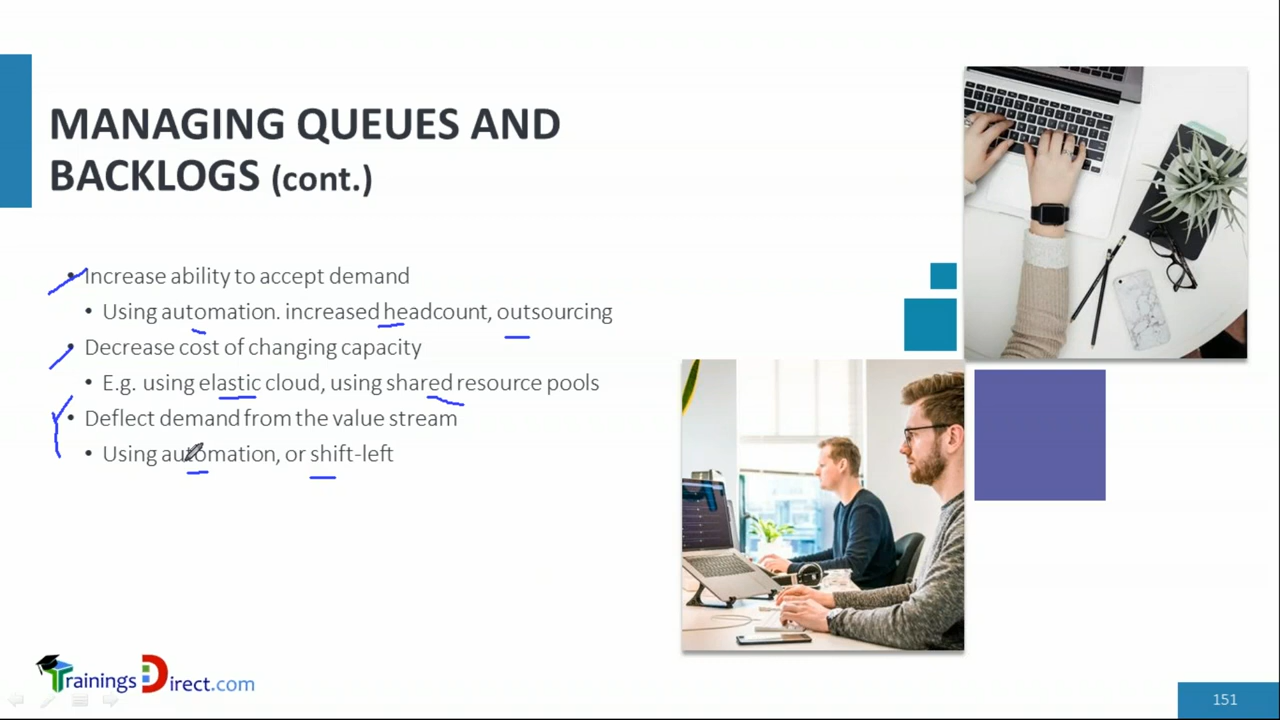 MANAGING QUEUES AND
BACKLOGS (cont.)
• Increase ability to accept demand
• Using automation. increased headcount, outsourcing
• Decrease cost of changing capacity
• E.g. using elastic cloud, using shared resource pools
• Deflect demand from the value stream
• Using automation, or shift-left
TrainingsDirect.com
151